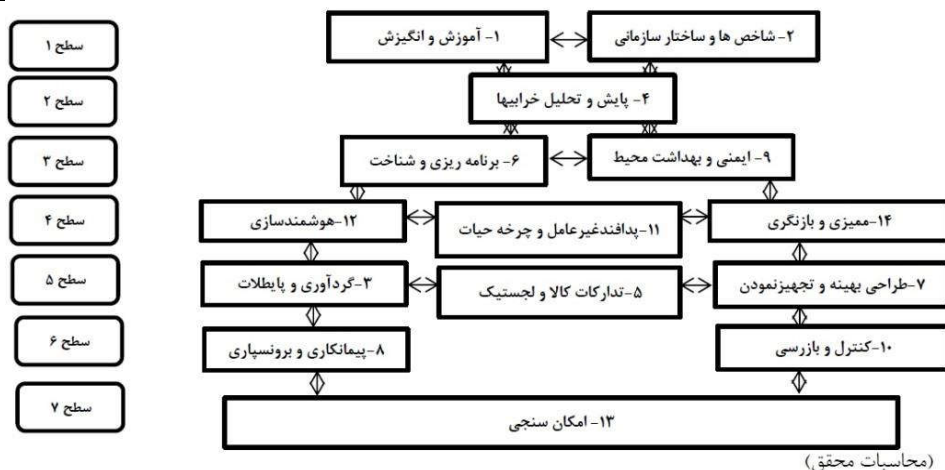 سطح ۱
۱- آموزش و انگیزش
۲- شاخص ها و ساختار سازمانی
سطح ۲
۴- پایش و تحلیل خرابیها
سطح ۳
۶- برنامه ریزی و شناخت
۹- ایمنی و بهداشت محیط
سطح ۴
۱۲-هوشمندسازی
۱۱-پدافندغیرعامل و چرخه حیات
۱۴- ممیزی و بازنگری
سطح ۵
۳-گردآوری و پایطلات
۵-تدارکات کالا و لجستیک
۷-طراحی بهینه و تجهیزنمودن
سطح ۶
۸-پیمانکاری و برونسپاری
۱۰-کنترل و بازرسی
سطح ۷
۱۳- امکان سنجی
(محاسبات محقق)